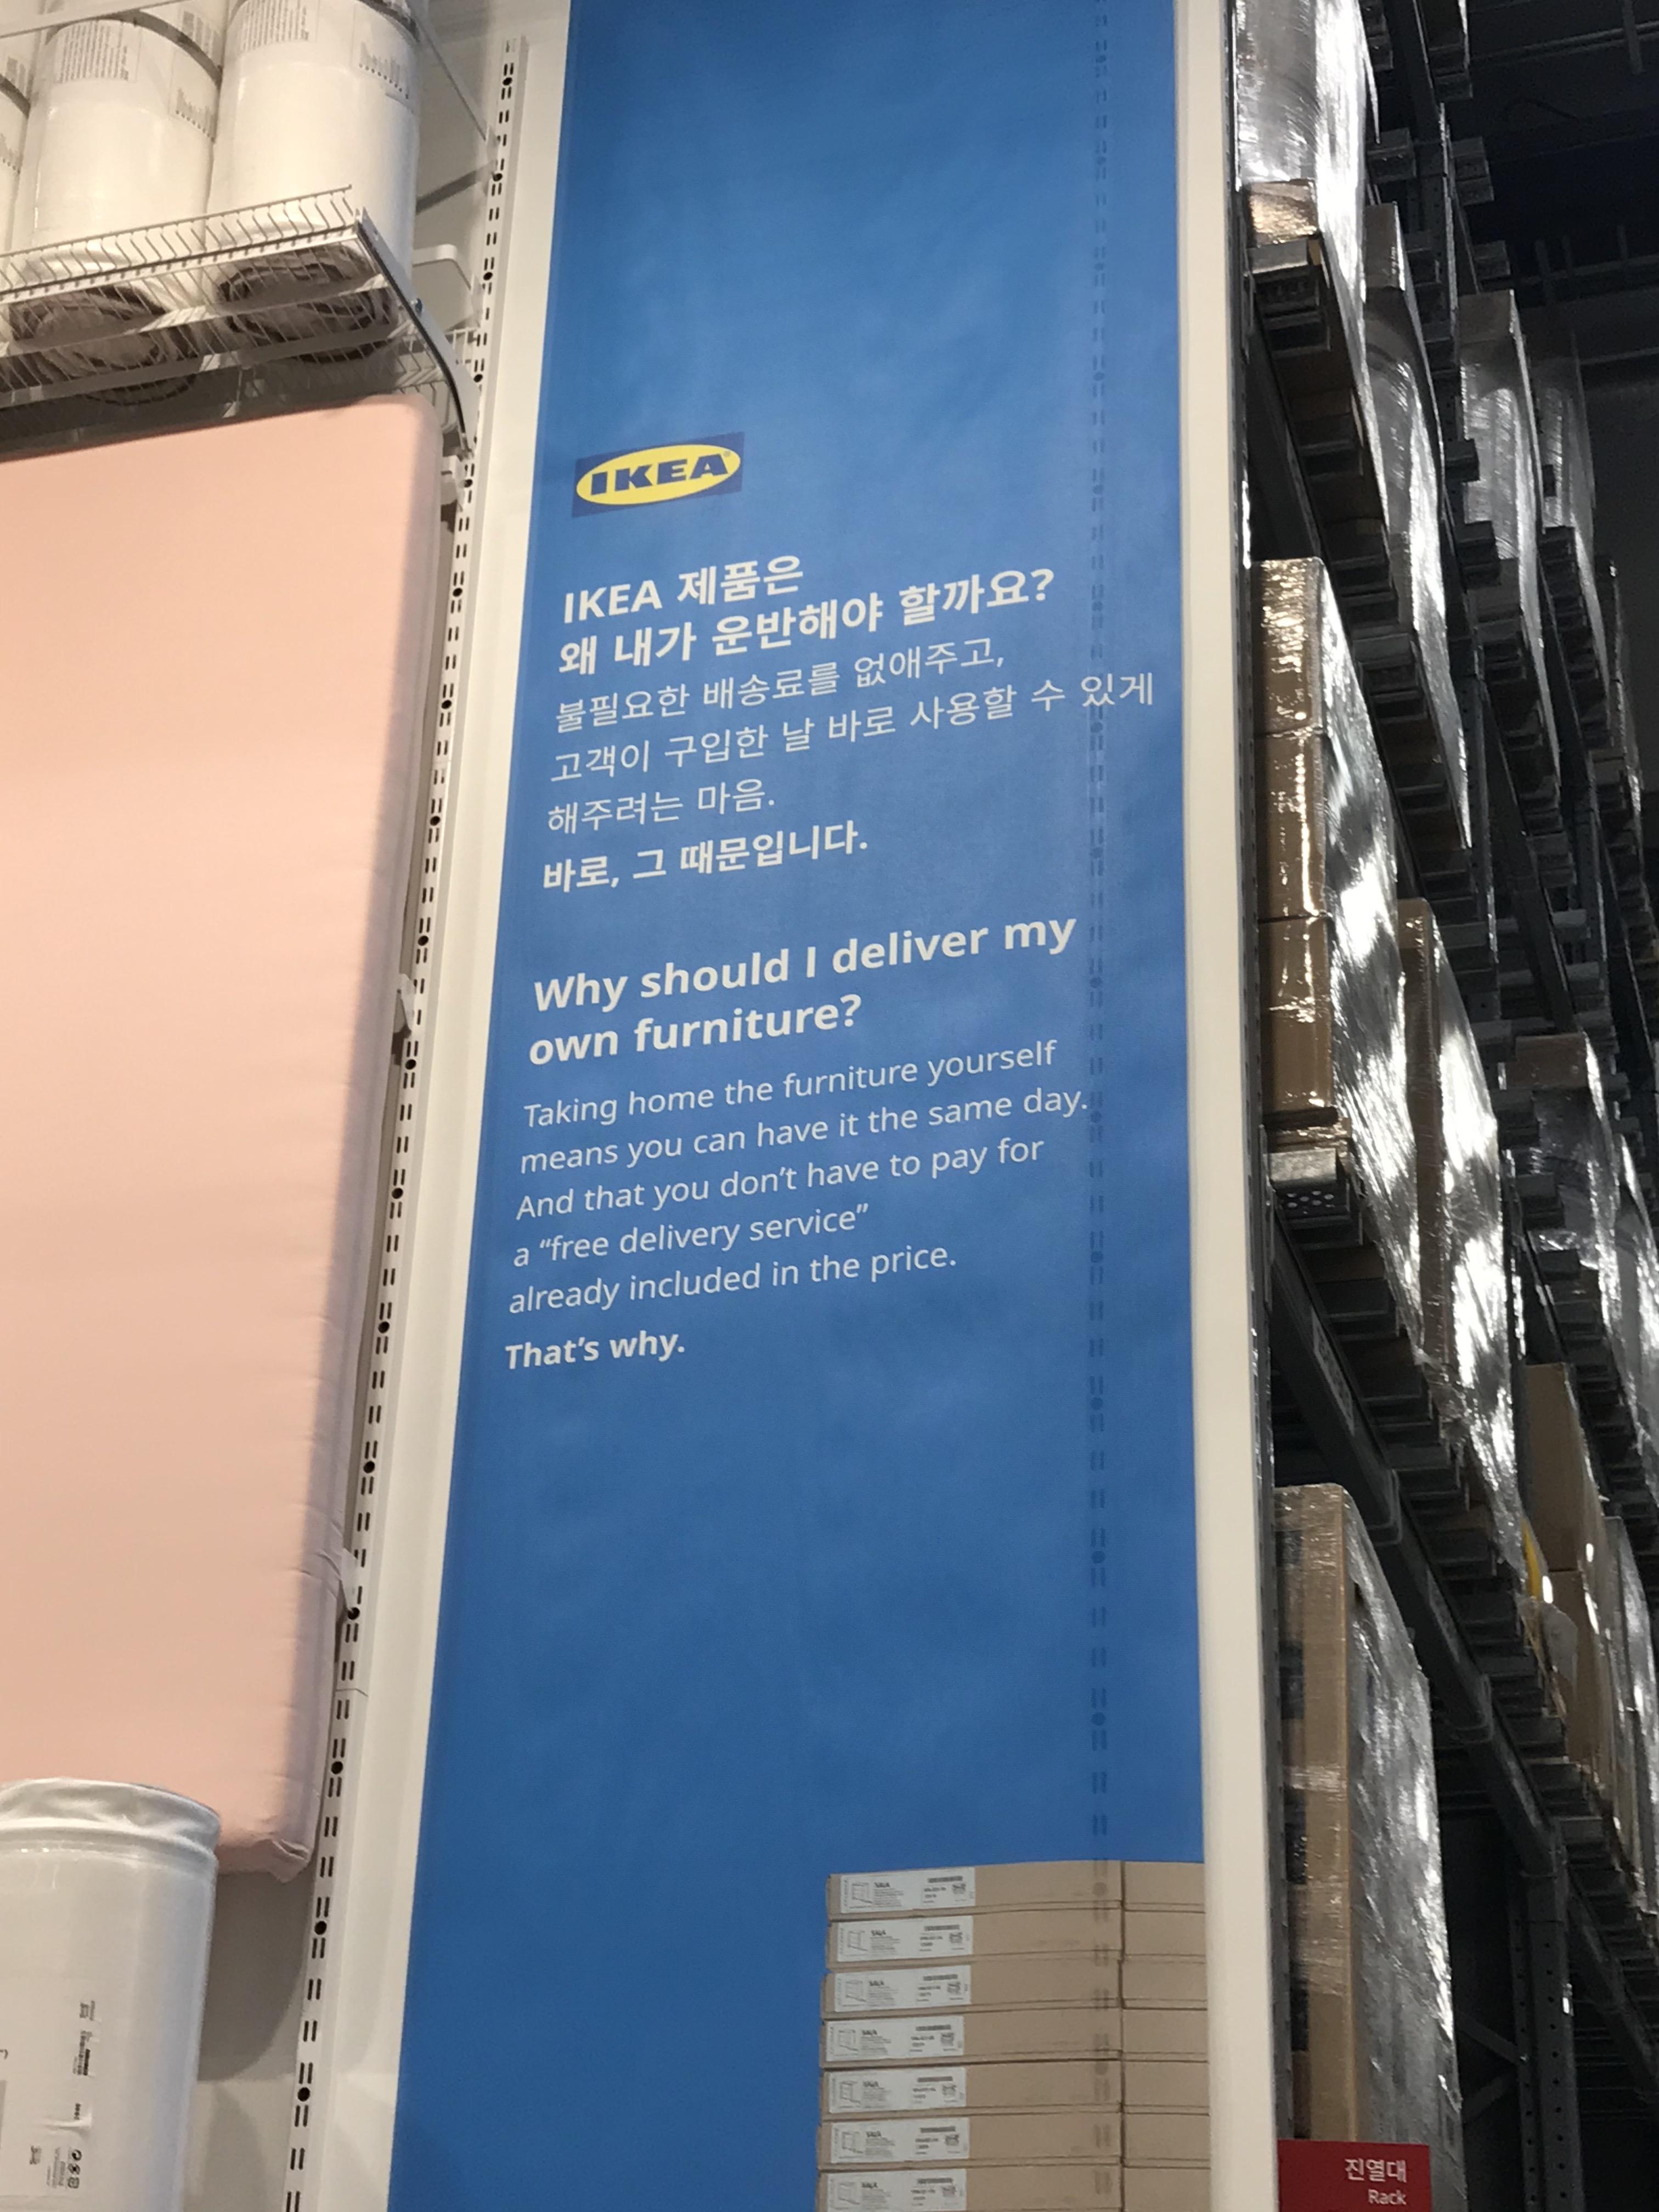 IKEA
IKEA 제품은
왜 내가 운반해야 할까요?
불필요한 배송료를 없애주고,
고객이 구입한 날 바로 사용할 수 있게
해주려는 마음.
바로, 그 때문입니다.
Why should I deliver my
own furniture?
Taking home the furniture yourself
means you can have it the same day.
And that you don’t have to pay for
a “free delivery service”
already included in the price.
That’s why.
진열대
Rack